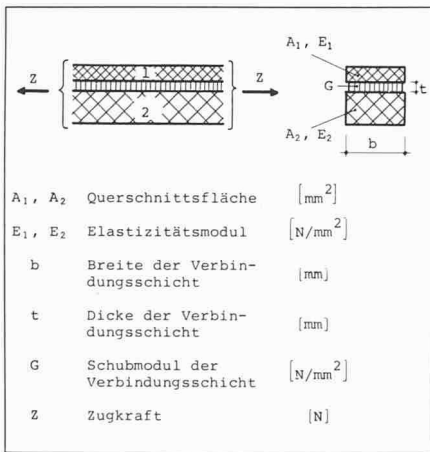 A₁, E₁
Z
1
Z
G
t
2
A₂, E₂
b
A₁, A₂ Querschnittsfläche [mm²]
E₁, E₂ Elastizitätsmodul [N/mm²]
b Breite der Verbin-
dungsschicht [mm]
t Dicke der Verbin-
dungsschicht [mm]
G Schubmodul der
Verbindungsschicht [N/mm²]
Z Zugkraft [N]